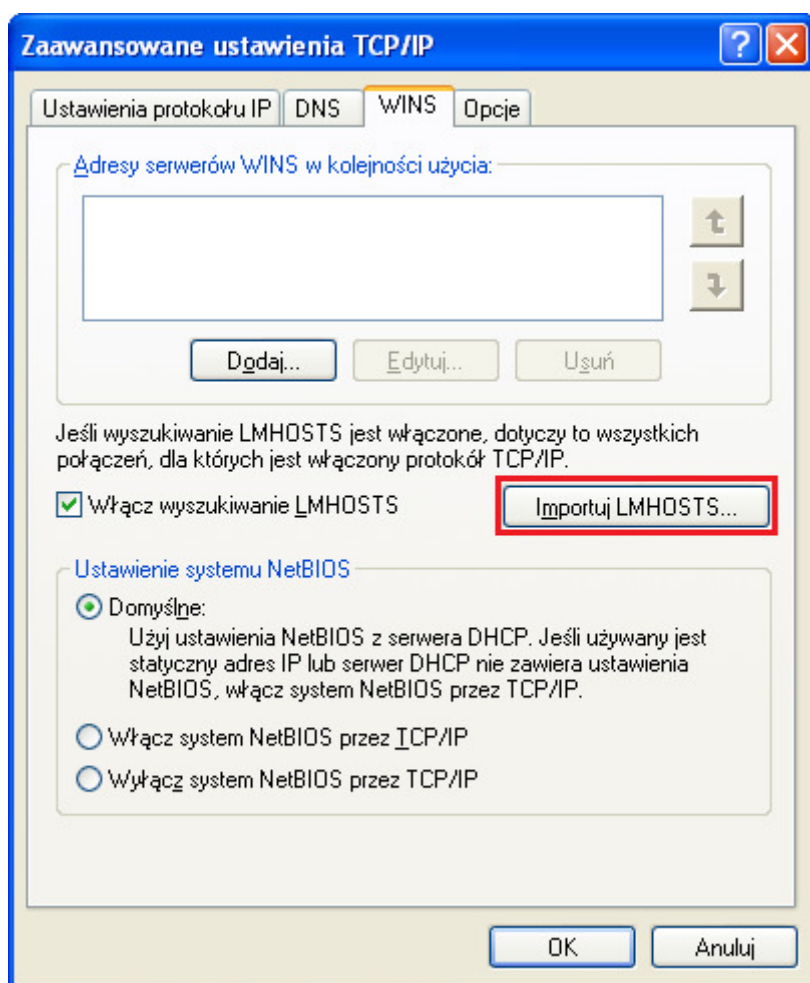 Zaawansowane ustawienia TCP/IP
Ustawienia protokołu IP DNS WINS Opcje
Adresy serwerów WINS w kolejności użycia:
Dodaj... Edytuj... Usuń
Jeśli wyszukiwanie LMHOSTS jest włączone, dotyczy to wszystkich
połączeń, dla których jest włączony protokół TCP/IP.
Włącz wyszukiwanie LMHOSTS Importuj LMHOSTS...
Ustawienie systemu NetBIOS
Domyślne:
Użyj ustawienia NetBIOS z serwera DHCP. Jeśli używany jest
statyczny adres IP lub serwer DHCP nie zawiera ustawienia
NetBIOS, włącz system NetBIOS przez TCP/IP.
Włącz system NetBIOS przez TCP/IP
Wyłącz system NetBIOS przez TCP/IP
OK Anuluj